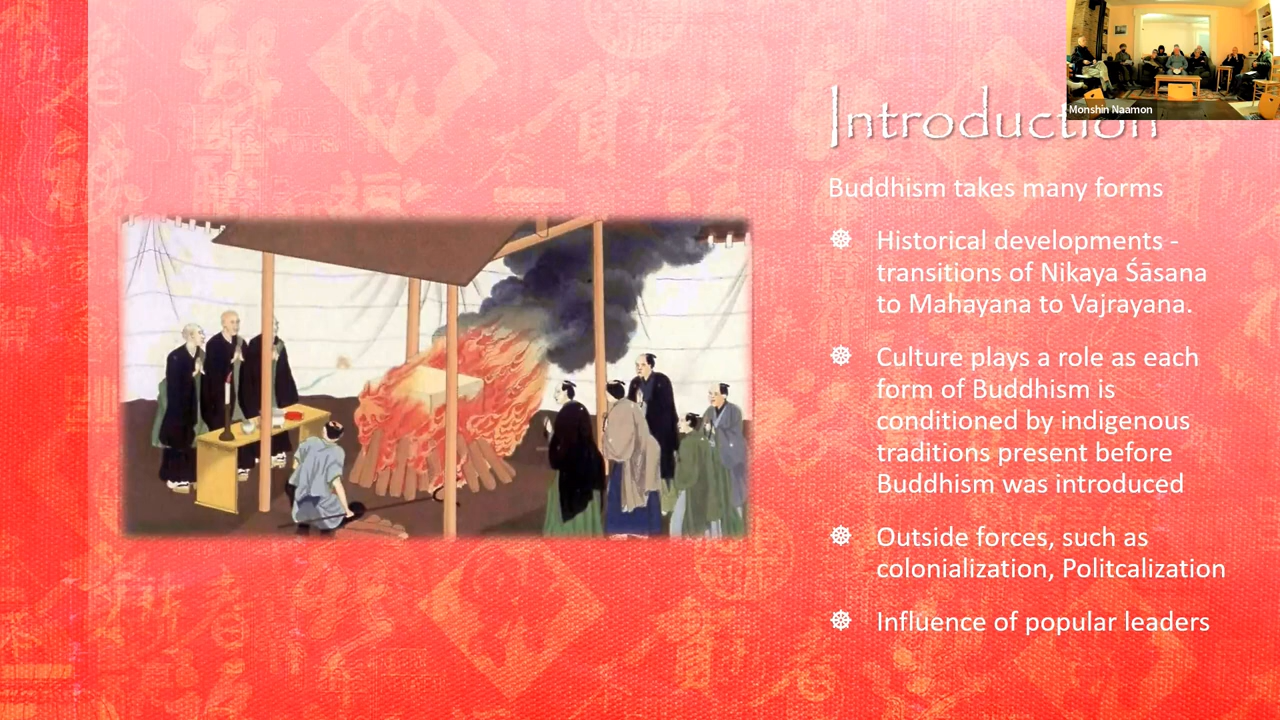 Monshin Naamon
Introduction
Buddhism takes many forms
Historical developments -
transitions of Nikaya Śāsana
to Mahayana to Vajrayana.
Culture plays a role as each
form of Buddhism is
conditioned by indigenous
traditions present before
Buddhism was introduced
Outside forces, such as
colonialization, Politcalization
Influence of popular leaders